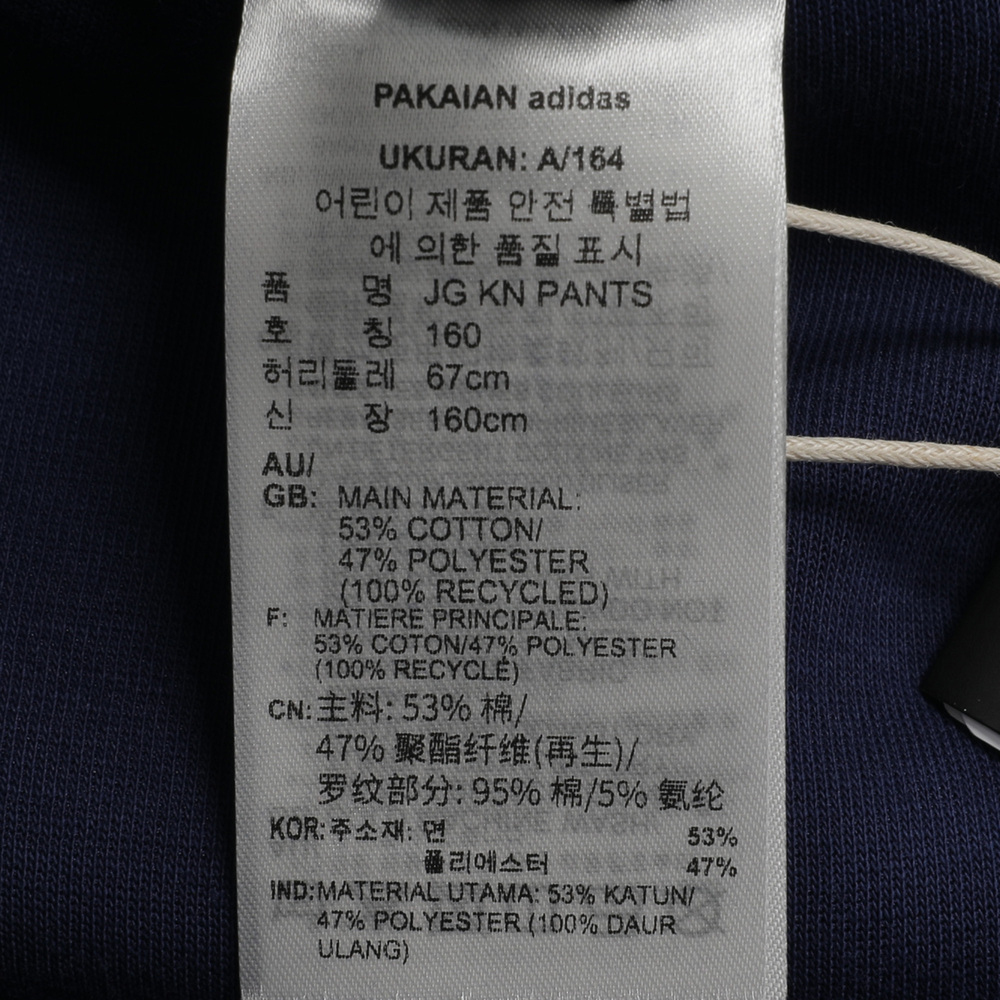 PAKAIAN adidas
UKURAN: A/164
어린이 제품 안전 특별법
에 의한 품질 표시
품 명 JG KN PANTS
호 칭 160
허리둘레 67cm
신 장 160cm
AU/
GB: MAIN MATERIAL:
53% COTTON/
47% POLYESTER
(100% RECYCLED)
F: MATIERE PRINCIPALE:
53% COTON/47% POLYESTER
(100% RECYCLÉ)
CN: 主料: 53% 棉/
47% 聚酯纤维(再生)/
罗纹部分: 95% 棉/5% 氨纶
KOR: 주소재: 면 53%
폴리에스터 47%
IND: MATERIAL UTAMA: 53% KATUN/
47% POLYESTER (100% DAUR
ULANG)